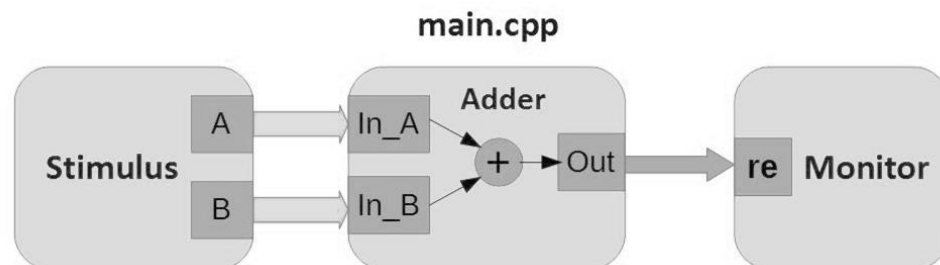 main.cpp
Stimulus
A
B
In_A
In_B
Adder
+
Out
re
Monitor